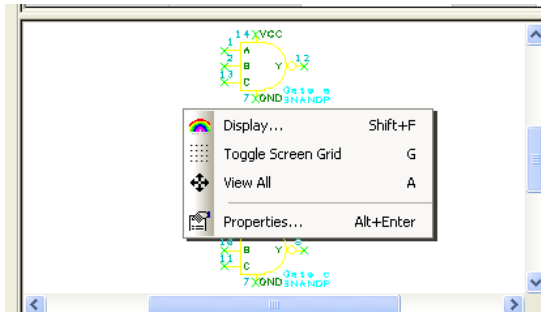 14 VCC
1
A
2
B Y 12
13
C
Gate a
7 GND 3NANDP
Display... Shift+F
Toggle Screen Grid G
View All A
Properties... Alt+Enter
B Y
11
C
Gate c
7 GND 3NANDP